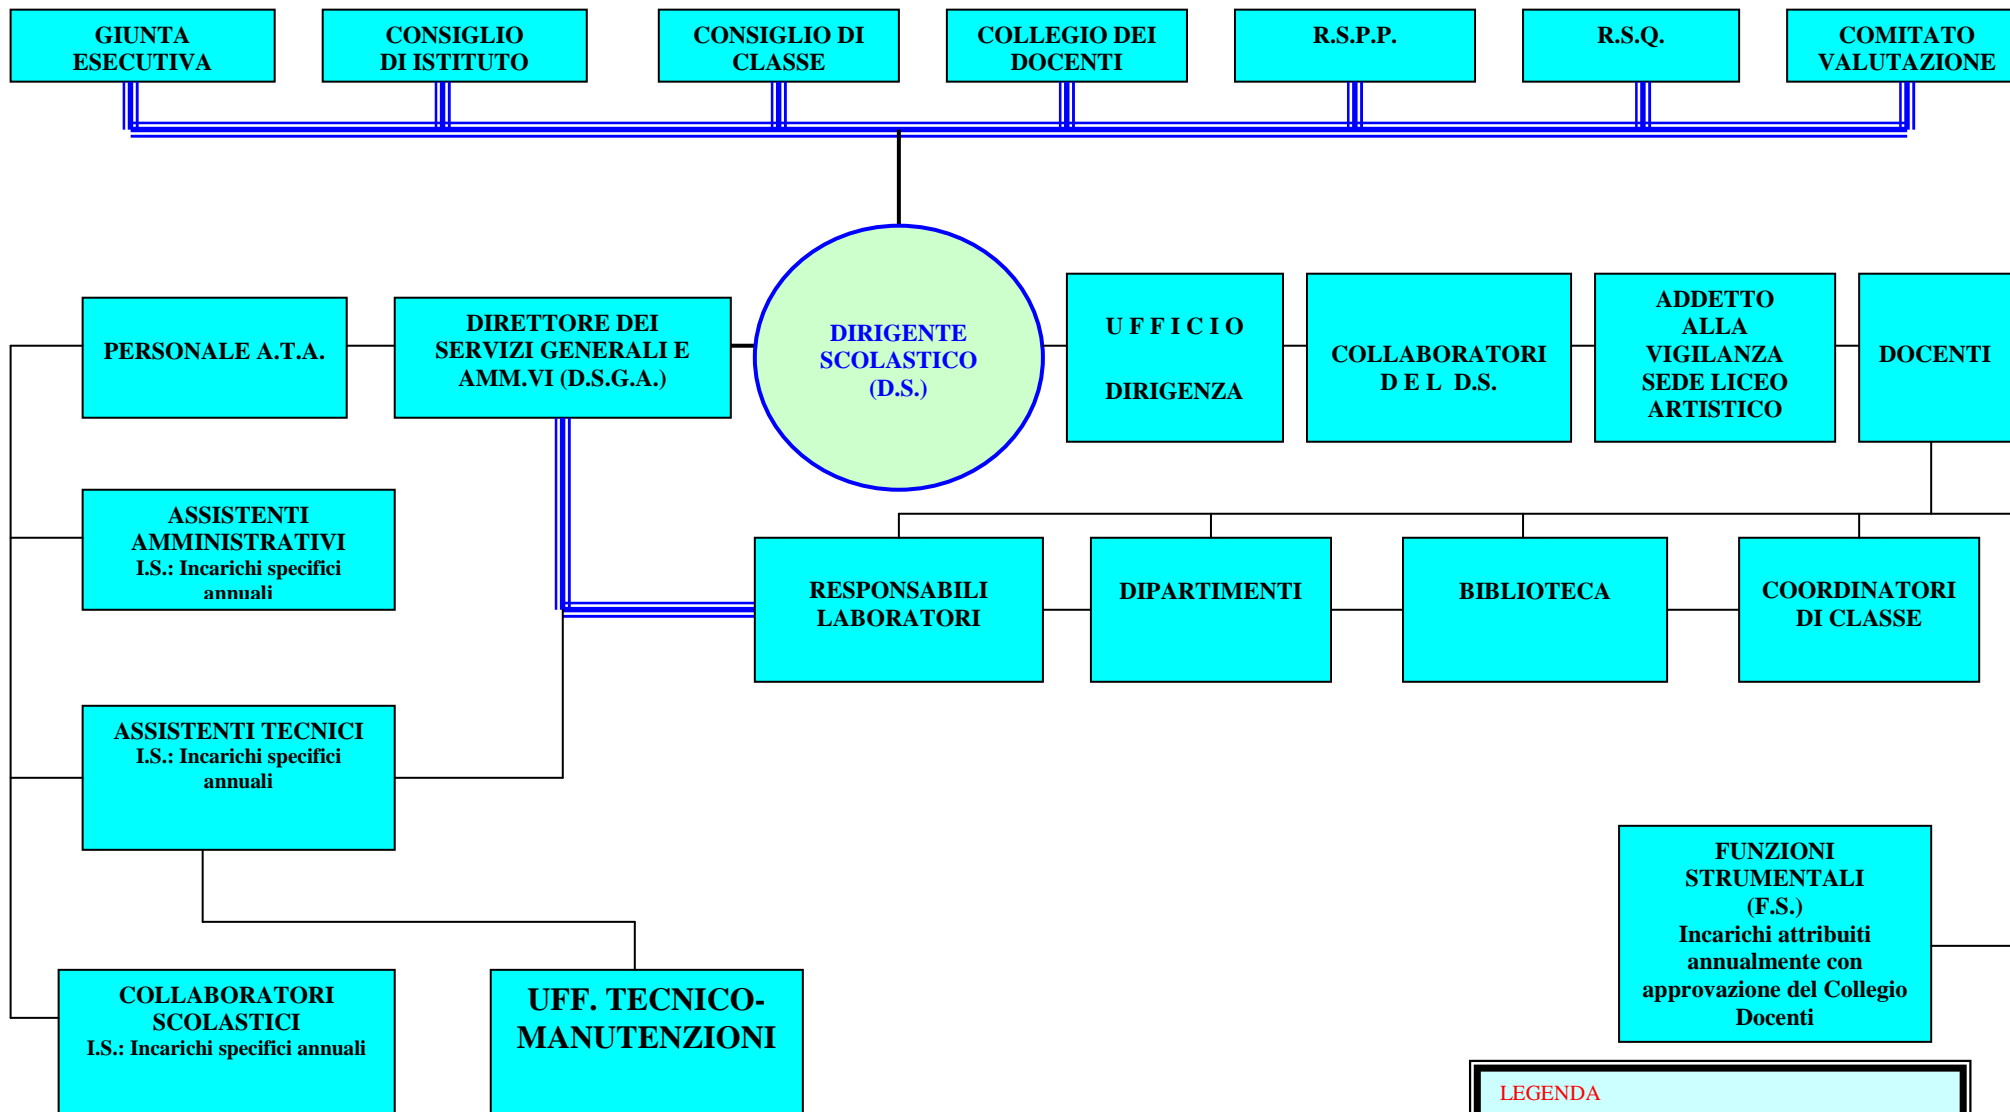 GIUNTA
ESECUTIVA
CONSIGLIO
DI ISTITUTO
CONSIGLIO DI
CLASSE
COLLEGIO DEI
DOCENTI
R.S.P.P.
R.S.Q.
COMITATO
VALUTAZIONE
PERSONALE A.T.A.
DIRETTORE DEI
SERVIZI GENERALI E
AMM.VI (D.S.G.A.)
DIRIGENTE
SCOLASTICO
(D.S.)
U F F I C I O
DIRIGENZA
COLLABORATORI
D E L D.S.
ADDETTO
ALLA
VIGILANZA
SEDE LICEO
ARTISTICO
DOCENTI
ASSISTENTI
AMMINISTRATIVI
I.S.: Incarichi specifici
annuali
RESPONSABILI
LABORATORI
DIPARTIMENTI
BIBLIOTECA
COORDINATORI
DI CLASSE
ASSISTENTI TECNICI
I.S.: Incarichi specifici
annuali
FUNZIONI
STRUMENTALI
(F.S.)
Incarichi attribuiti
annualmente con
approvazione del Collegio
Docenti
COLLABORATORI
SCOLASTICI
I.S.: Incarichi specifici annuali
UFF. TECNICO-
MANUTENZIONI
LEGENDA